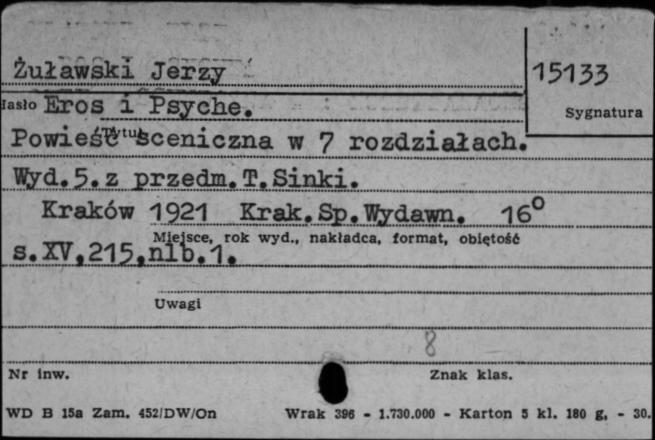 Żuławski Jerzy
15133
Hasło Eros i Psyche.
Sygnatura
Tytuł
Powieść sceniczna w 7 rozdziałach.
Wyd.5.z przedm.T.Sinki.
Kraków 1921 Krak.Sp.Wydawn. 16°
Miejsce, rok wyd., nakładca, format, objętość
s.XV,215,nlb.1.
Uwagi
8
Nr inw.
Znak klas.
WD B 15a Zam. 452/DW/On Wrak 396 - 1.730.000 - Karton 5 kl. 180 g, - 30.